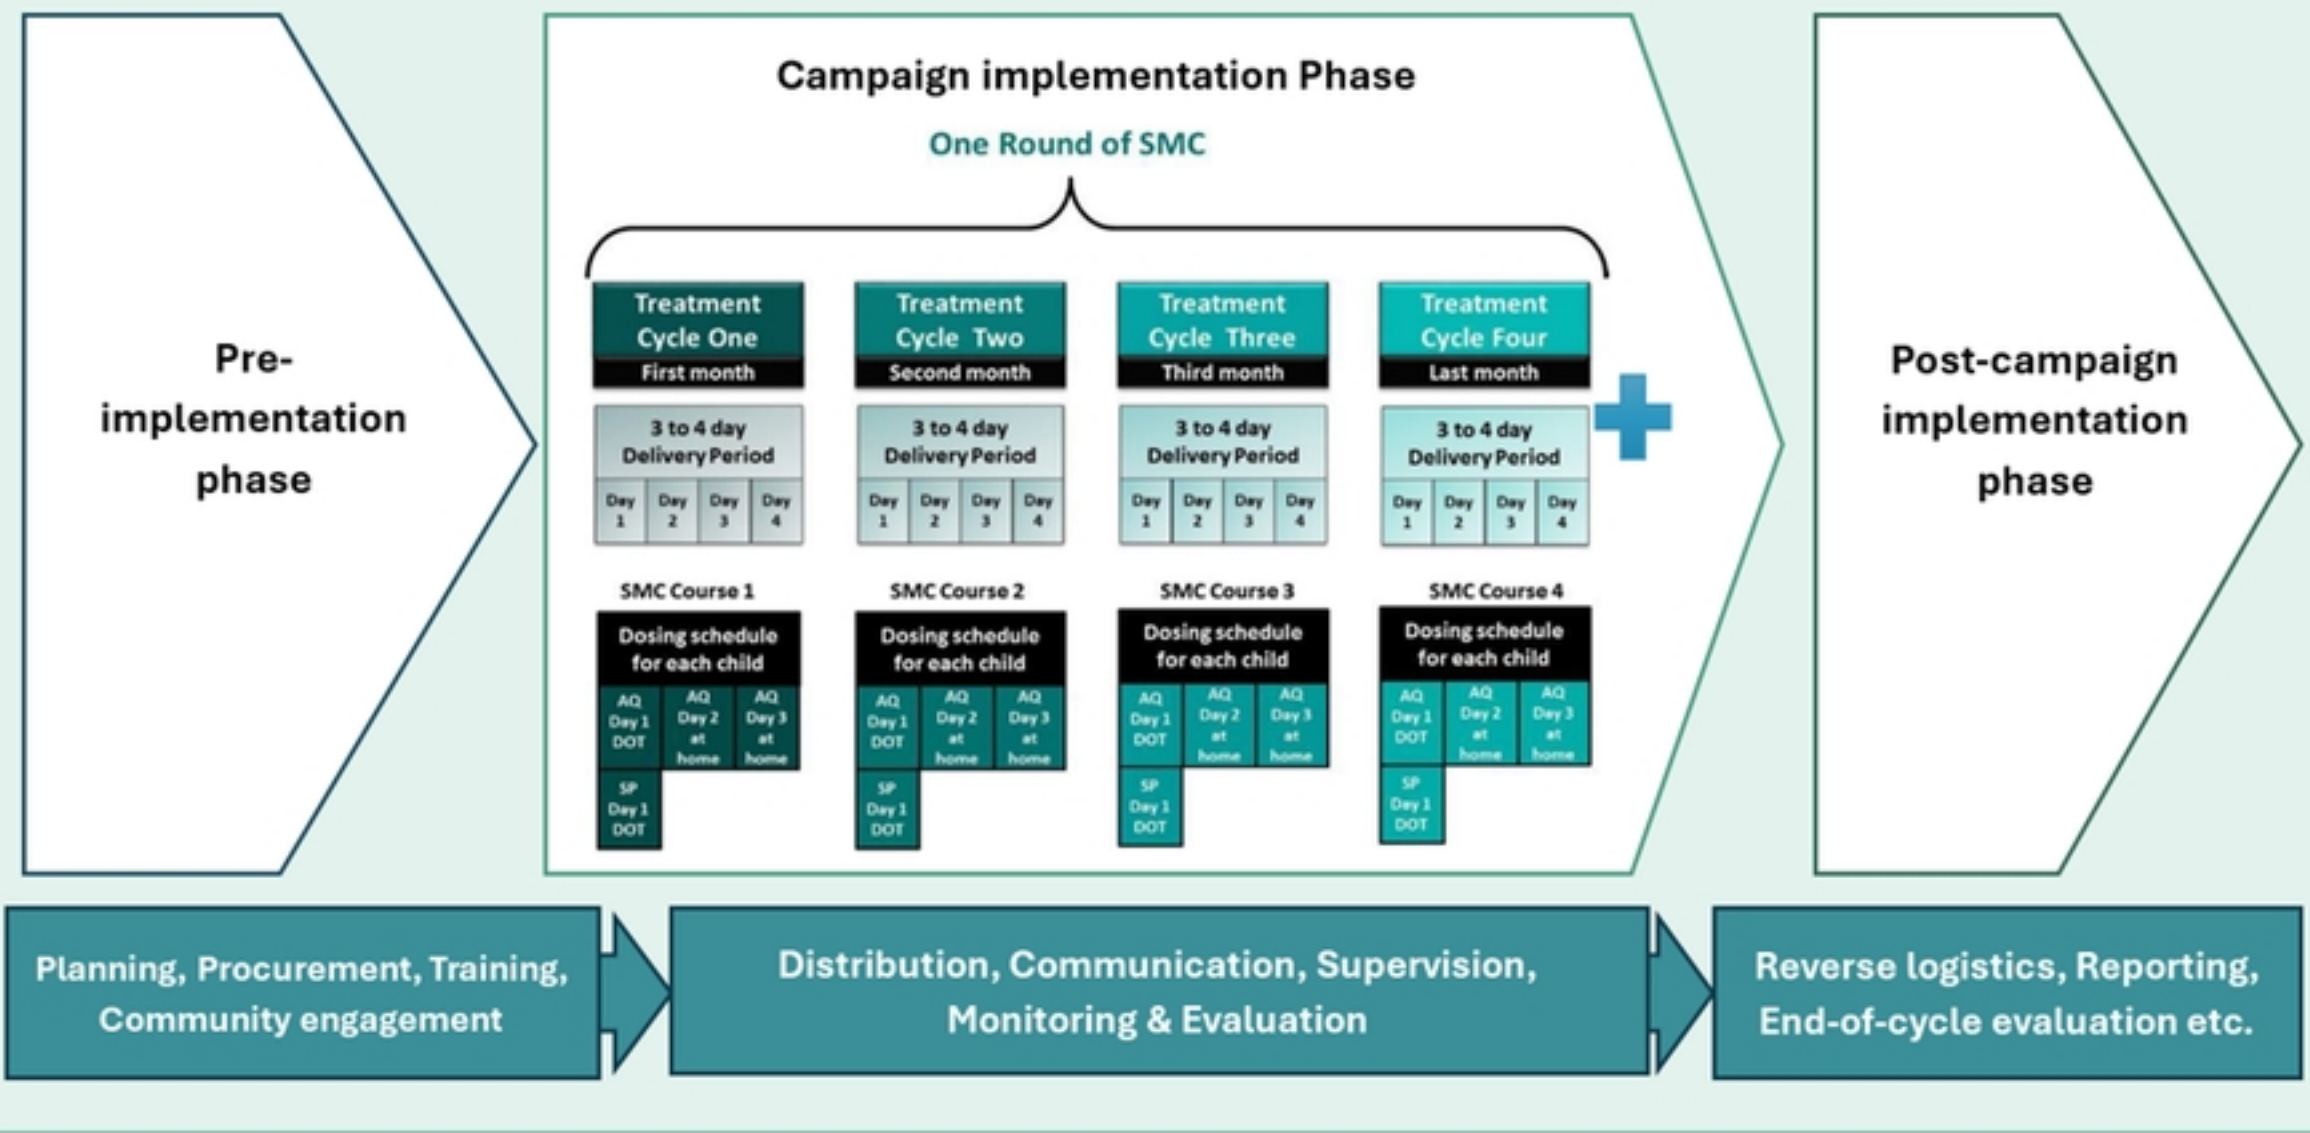 Pre-
implementation
phase
Campaign implementation Phase
One Round of SMC
Treatment
Cycle One
First month
3 to 4 day
Delivery Period
Day 1
Day 2
Day 3
Day 4
SMC Course 1
Dosing schedule
for each child
AQ
Day 1
DOT
AQ
Day 2
at
home
AQ
Day 3
at
home
SP
Day 1
DOT
Treatment
Cycle Two
Second month
3 to 4 day
Delivery Period
Day 1
Day 2
Day 3
Day 4
SMC Course 2
Dosing schedule
for each child
AQ
Day 1
DOT
AQ
Day 2
at
home
AQ
Day 3
at
home
SP
Day 1
DOT
Treatment
Cycle Three
Third month
3 to 4 day
Delivery Period
Day 1
Day 2
Day 3
Day 4
SMC Course 3
Dosing schedule
for each child
AQ
Day 1
DOT
AQ
Day 2
at
home
AQ
Day 3
at
home
SP
Day 1
DOT
Treatment
Cycle Four
Last month
3 to 4 day
Delivery Period
Day 1
Day 2
Day 3
Day 4
SMC Course 4
Dosing schedule
for each child
AQ
Day 1
DOT
AQ
Day 2
at
home
AQ
Day 3
at
home
SP
Day 1
DOT
Post-campaign
implementation
phase
Planning, Procurement, Training,
Community engagement
Distribution, Communication, Supervision,
Monitoring & Evaluation
Reverse logistics, Reporting,
End-of-cycle evaluation etc.